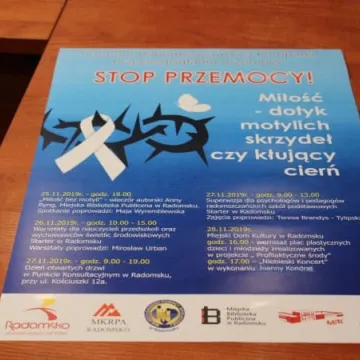 STOP PRZEMOCY!
Miłość
- dotyk
motylich
skrzydeł
czy kłujący
cierń
25.11.2019r. - godz. 18.00
„Miłość bez motyli" - wieczór autorski Anny
Ryng, Miejska Biblioteka Publiczna w Radomsku.
Spotkanie poprowadzi: Maja Wyremblewska
26.11.2019r. - godz. 10.00 - 15.00
Warsztaty dla nauczycieli przedszkoli oraz
wychowawców świetlic środowiskowych
Starter w Radomsku
Warsztaty poprowadzi: Mirosław Urban
27.11.2019r. - godz. 9.00 - 19.00
Dzień otwartych drzwi
w Punkcie Konsultacyjnym w Radomsku,
przy ul. Kościuszki 12a.
27.11.2019r. - godz. 9.00 - 13.00
Superwizja dla psychologów i pedagogów
radomszczańskich szkół podstawowych
Starter w Radomsku
Zajęcia poprowadzi: Teresa Brendys -
28.11.2019r.
Miejski Dom Kultury w Radomsku
godz. 16.00 - wernisaż prac plastycznych
dzieci i młodzieży zrealizowanych
w projekcie „Profilaktyczne środy"
godz. 17.00 - „Niebieski Koncert"
w wykonaniu Joanny Kondrat
Radomsko
MKRPA
RADOMSKO
Miejska
Biblioteka
Publiczna
w Radomsku